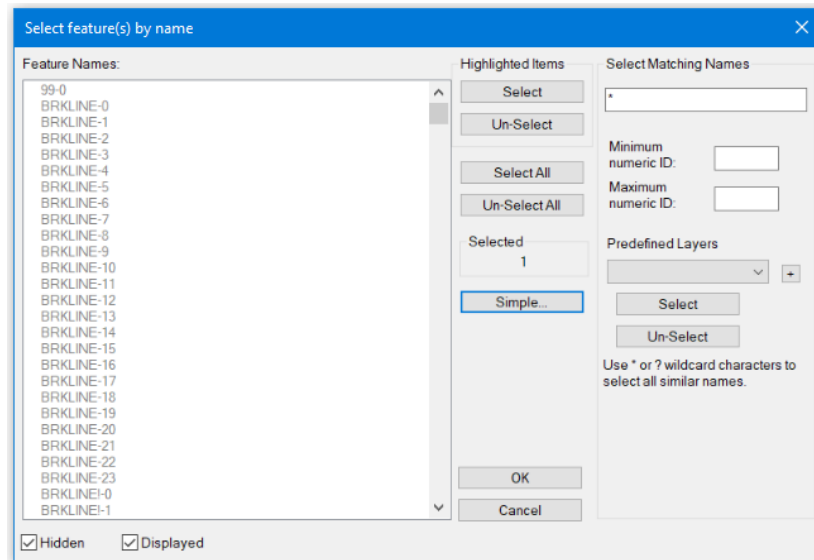 Select feature(s) by name
Feature Names:
99-0
BRKLINE-0
BRKLINE-1
BRKLINE-2
BRKLINE-3
BRKLINE-4
BRKLINE-5
BRKLINE-6
BRKLINE-7
BRKLINE-8
BRKLINE-9
BRKLINE-10
BRKLINE-11
BRKLINE-12
BRKLINE-13
BRKLINE-14
BRKLINE-15
BRKLINE-16
BRKLINE-17
BRKLINE-18
BRKLINE-19
BRKLINE-20
BRKLINE-21
BRKLINE-22
BRKLINE-23
BRKLINE!-0
BRKLINE!-1
Hidden
Displayed
Highlighted Items
Select
Un-Select
Select All
Un-Select All
Selected
1
Simple...
OK
Cancel
Select Matching Names
*
Minimum
numeric ID:
Maximum
numeric ID:
Predefined Layers
+
Select
Un-Select
Use * or ? wildcard characters to
select all similar names.